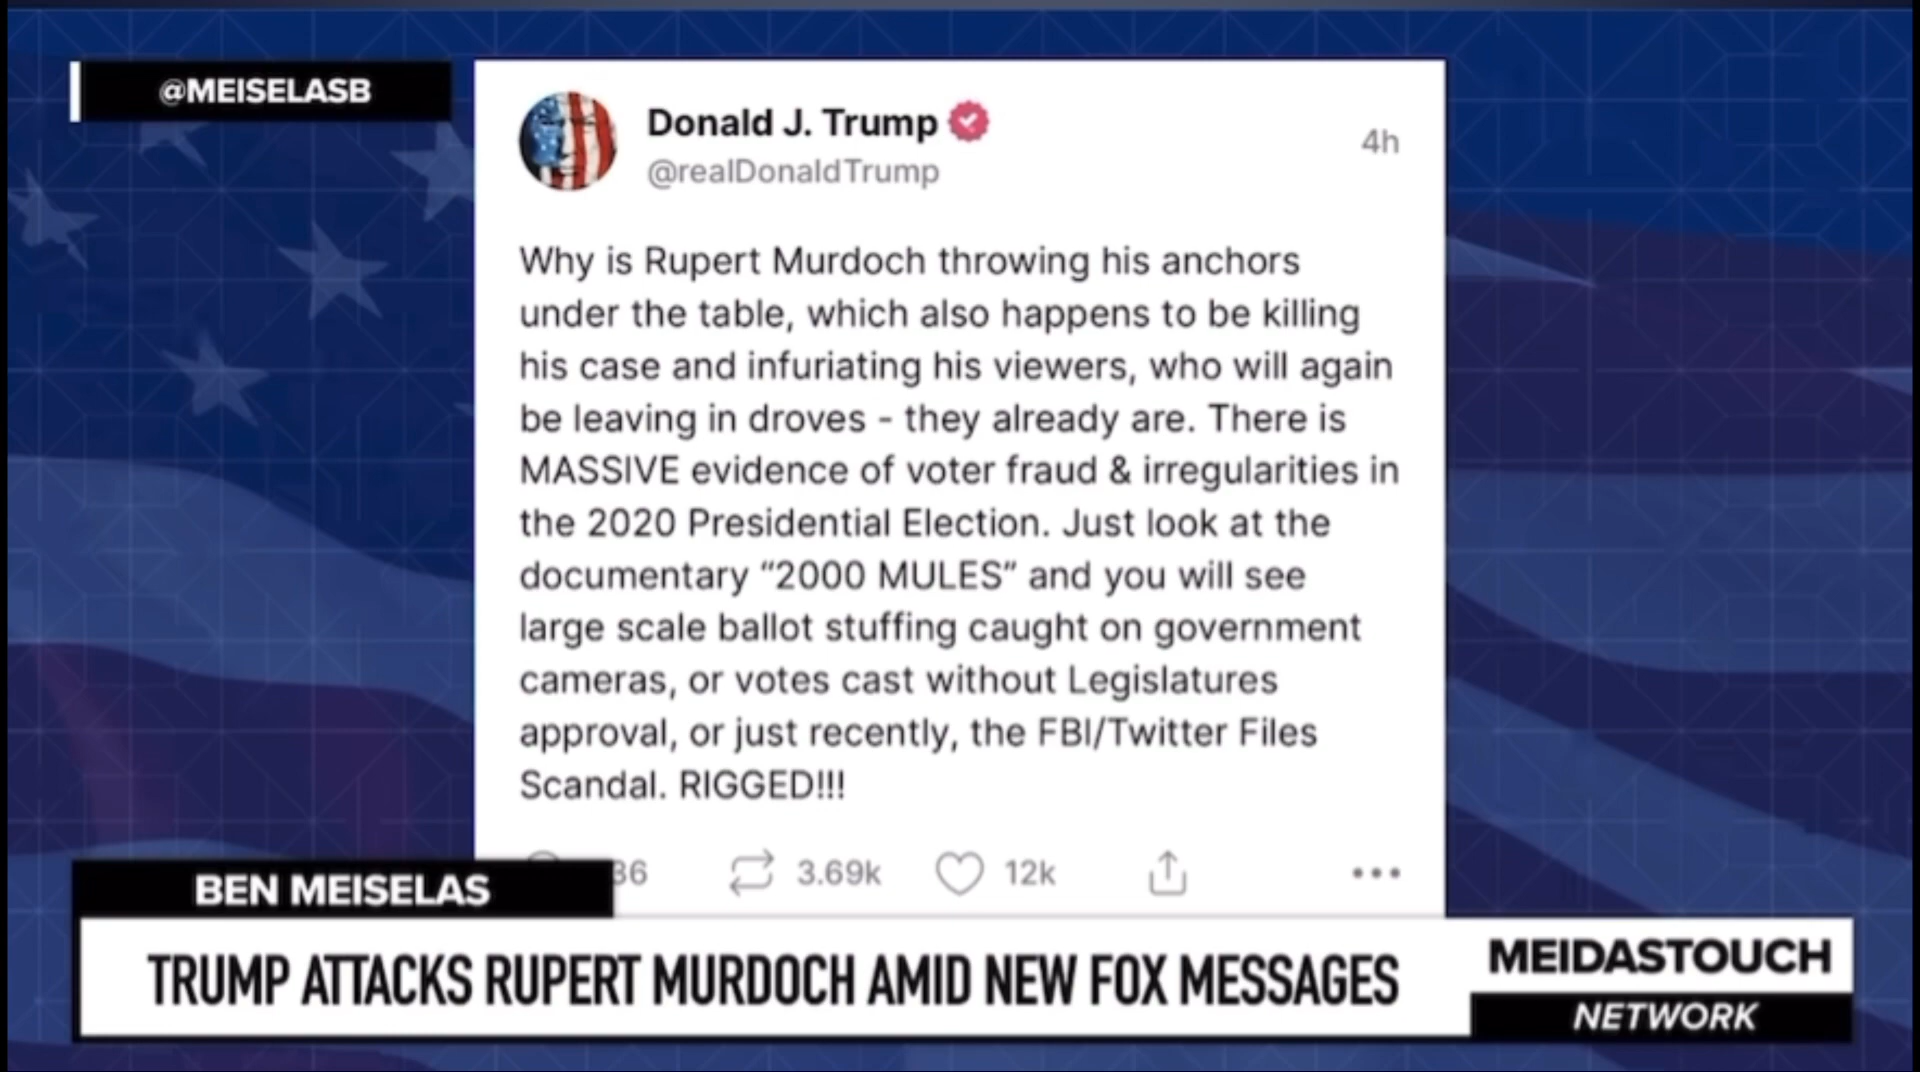 @MEISELASB
Donald J. Trump
@realDonaldTrump
4h
Why is Rupert Murdoch throwing his anchors
under the table, which also happens to be killing
his case and infuriating his viewers, who will again
be leaving in droves - they already are. There is
MASSIVE evidence of voter fraud & irregularities in
the 2020 Presidential Election. Just look at the
documentary “2000 MULES” and you will see
large scale ballot stuffing caught on government
cameras, or votes cast without Legislatures
approval, or just recently, the FBI/Twitter Files
Scandal. RIGGED!!!
3.69k
12k
BEN MEISELAS
TRUMP ATTACKS RUPERT MURDOCH AMID NEW FOX MESSAGES
MEIDASTOUCH
NETWORK